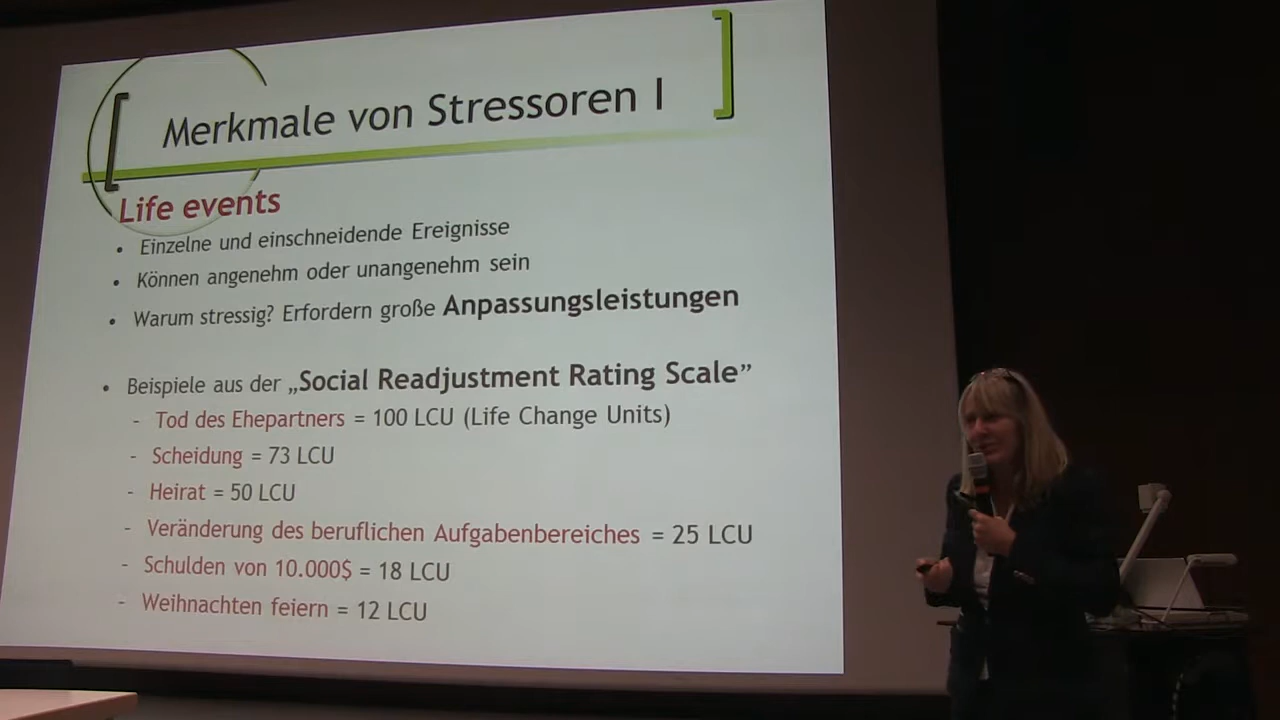 Merkmale von Stressoren I
Life events
• Einzelne und einschneidende Ereignisse
• Können angenehm oder unangenehm sein
• Warum stressig? Erfordern große Anpassungsleistungen
• Beispiele aus der „Social Readjustment Rating Scale”
- Tod des Ehepartners = 100 LCU (Life Change Units)
- Scheidung = 73 LCU
- Heirat = 50 LCU
- Veränderung des beruflichen Aufgabenbereiches = 25 LCU
- Schulden von 10.000$ = 18 LCU
- Weihnachten feiern = 12 LCU